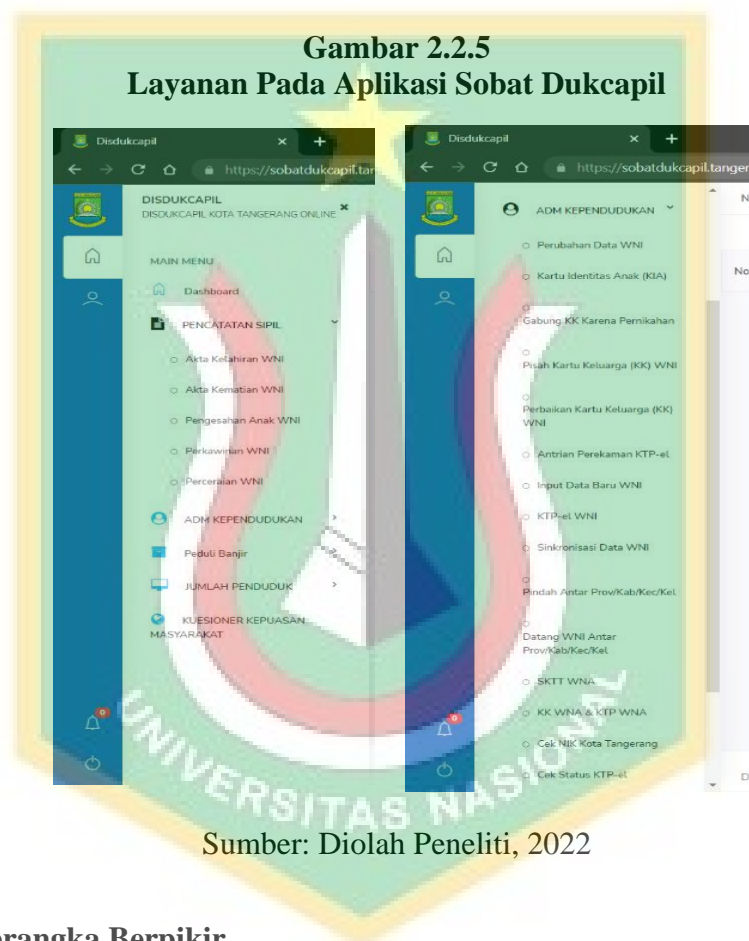 Gambar 2.2.5
Layanan Pada Aplikasi Sobat Dukcapil
Disdukcapil
https://sobatdukcapil.tar
DISDUKCAPIL
DISDUKCAPIL KOTA TANGERANG ONLINE
MAIN MENU
Dashboard
PENCATATAN SIPIL
Akta Kelahiran WNI
Akta Kematian WNI
Pengesahan Anak WNI
Perkawinan WNI
Perceraian WNI
ADM KEPENDUDUKAN
Peduli Banjir
JUMLAH PENDUDUK
KUESIONER KEPUASAN
MASYARAKAT
0
Disdukcapil
https://sobatdukcapil.tanger
ADM KEPENDUDUKAN
Perubahan Data WNI
Kartu Identitas Anak (KIA)
Gabung KK Karena Pernikahan
Pisah Kartu Keluarga (KK) WNI
Perbaikan Kartu Keluarga (KK)
WNI
Antrian Perekaman KTP-el
Input Data Baru WNI
KTP-el WNI
Sinkronisasi Data WNI
Pindah Antar Prov/Kab/Kec/Kel
Datang WNI Antar
Prov/Kab/Kec/Kel
SKTT WNA
KK WNA & KTP WNA
Cek NIK Kota Tangerang
Cek Status KTP-el
0
N
No
D
UNIVERSITAS NASIONAL
Sumber: Diolah Peneliti, 2022
Berpikir